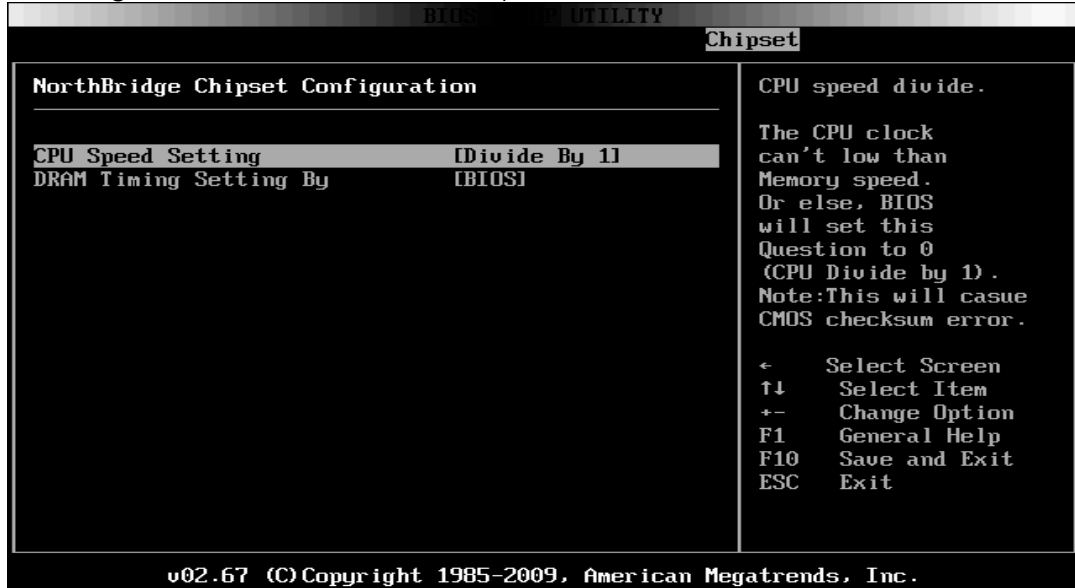 BIOS UTILITY
Chipset
NorthBridge Chipset Configuration
CPU Speed Setting [Divide By 1]
DRAM Timing Setting By [BIOS]
CPU speed divide.
The CPU clock
can't low than
Memory speed.
Or else, BIOS
will set this
Question to 0
(CPU Divide by 1).
Note:This will casue
CMOS checksum error.
← Select Screen
↑↓ Select Item
+- Change Option
F1 General Help
F10 Save and Exit
ESC Exit
v02.67 (C)Copyright 1985-2009, American Megatrends, Inc.